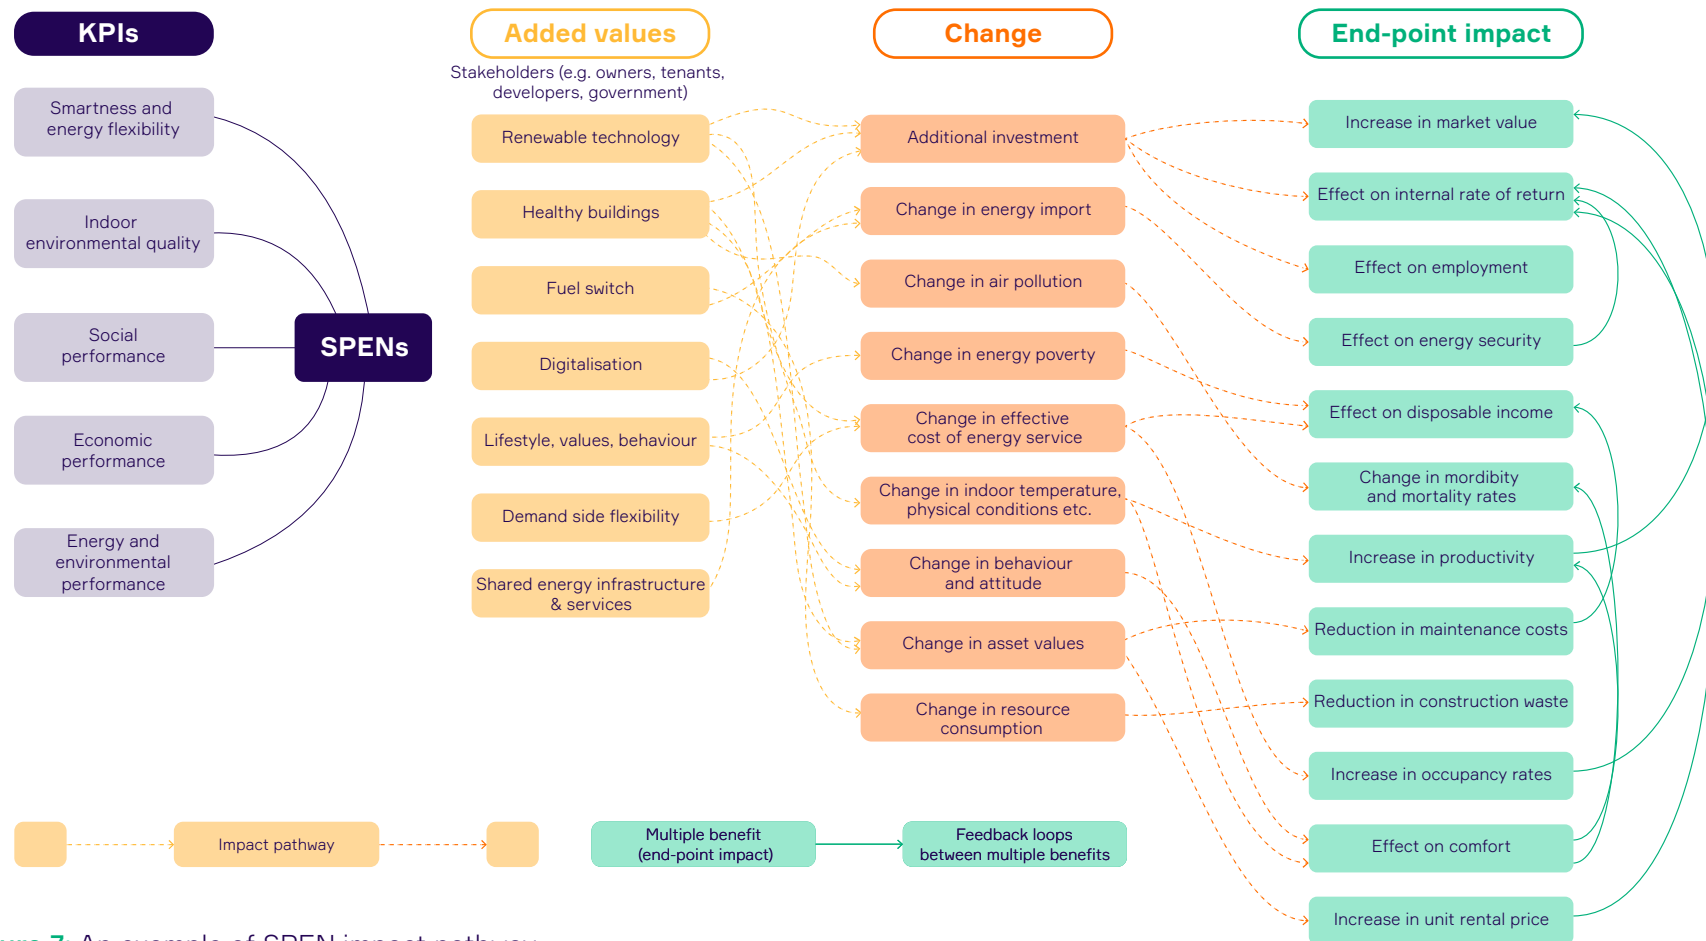 KPIs
Smartness and
energy flexibility
Indoor
environmental quality
Social
performance
Economic
performance
Energy and
environmental
performance
SPENs
Added values
Stakeholders (e.g. owners, tenants,
developers, government)
Renewable technology
Healthy buildings
Fuel switch
Digitalisation
Lifestyle, values, behaviour
Demand side flexibility
Shared energy infrastructure
& services
Change
Additional investment
Change in energy import
Change in air pollution
Change in energy poverty
Change in effective
cost of energy service
Change in indoor temperature,
physical conditions etc.
Change in behaviour
and attitude
Change in asset values
Change in resource
consumption
End-point impact
Increase in market value
Effect on internal rate of return
Effect on employment
Effect on energy security
Effect on disposable income
Change in mordibity
and mortality rates
Increase in productivity
Reduction in maintenance costs
Reduction in construction waste
Increase in occupancy rates
Effect on comfort
Increase in unit rental price
Impact pathway
Multiple benefit
(end-point impact)
Feedback loops
between multiple benefits
7: An example of SPEN impact pathway